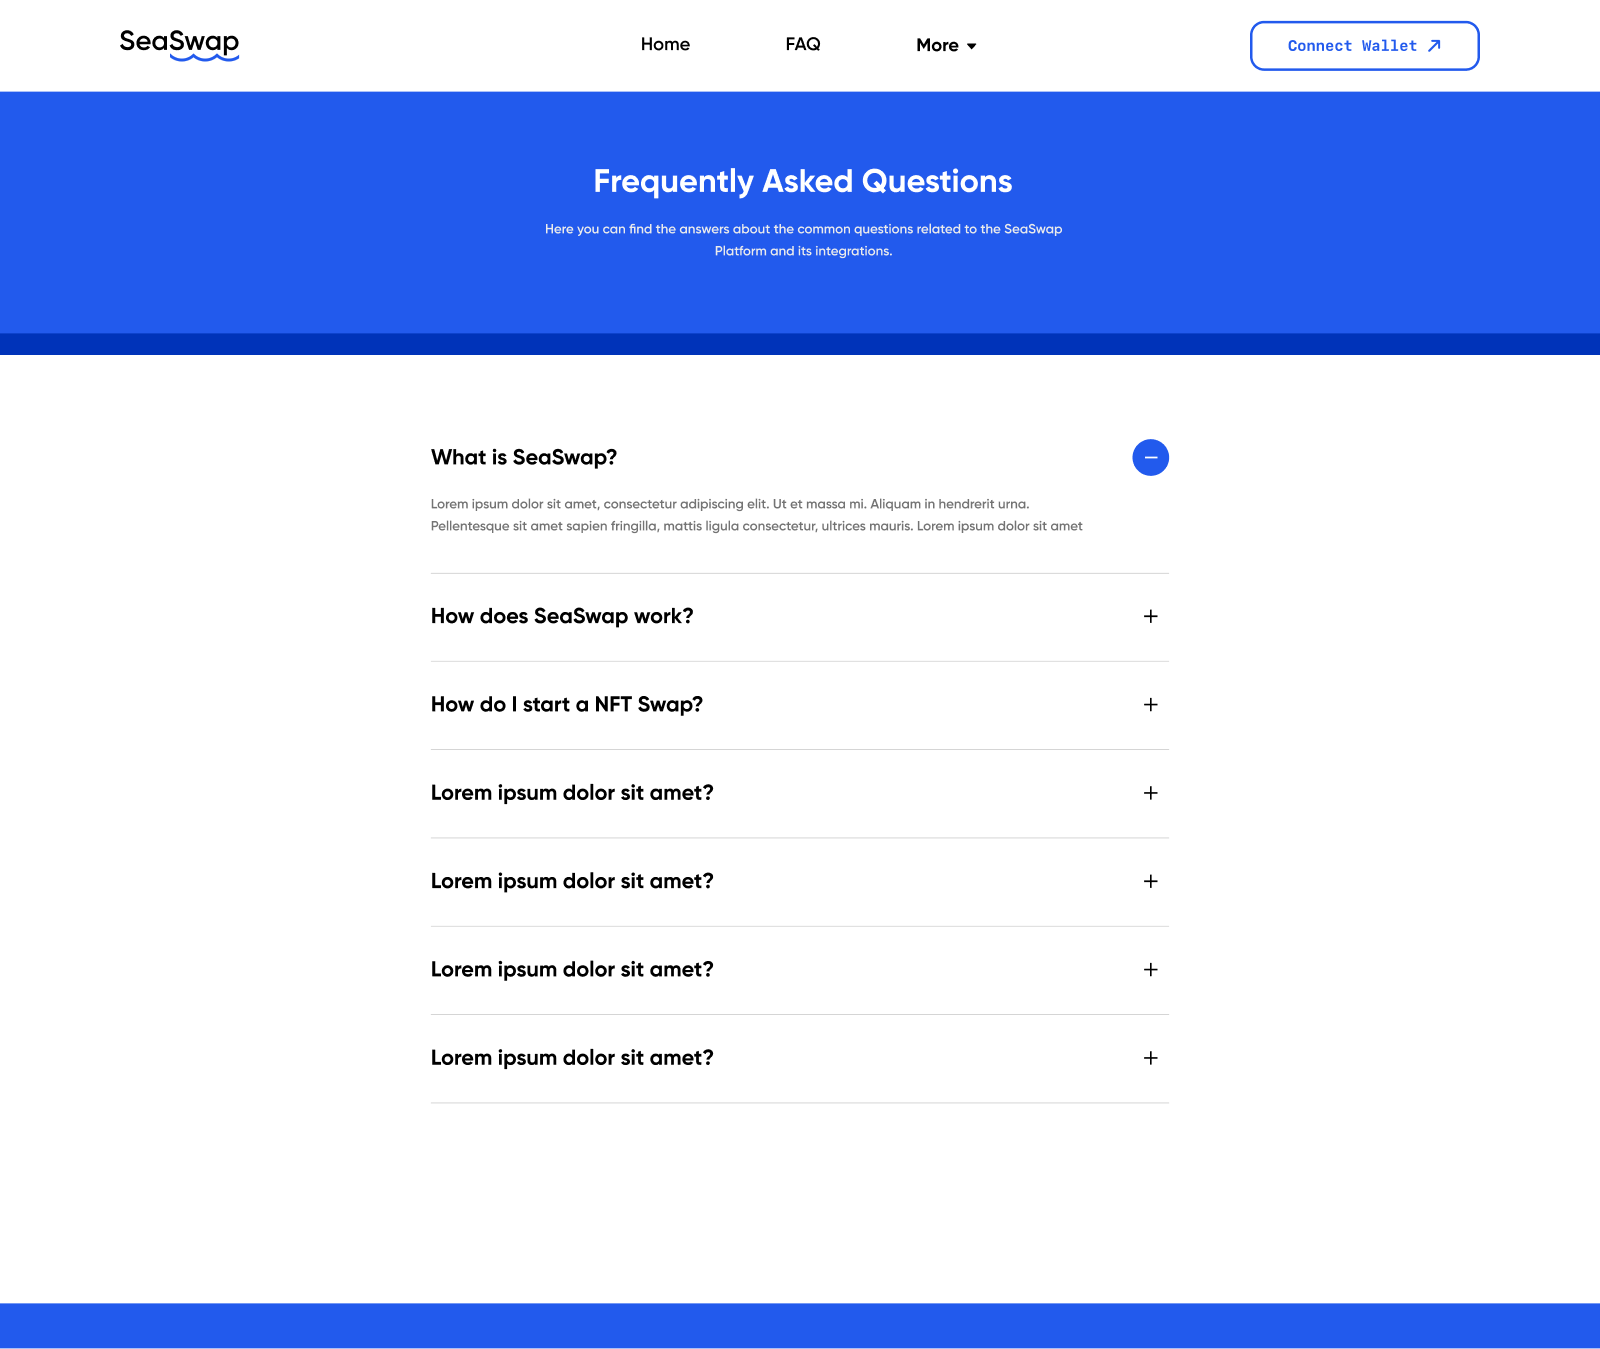 SeaSwap
Home
FAQ
More
Connect Wallet
Frequently Asked Questions
Here you can find the answers about the common questions related to the SeaSwap
Platform and its integrations.
What is SeaSwap?
Lorem ipsum dolor sit amet, consectetur adipiscing elit. Ut et massa mi. Aliquam in hendrerit urna.
Pellentesque sit amet sapien fringilla, mattis ligula consectetur, ultrices mauris. Lorem ipsum dolor sit amet
How does SeaSwap work?
How do I start a NFT Swap?
Lorem ipsum dolor sit amet?
Lorem ipsum dolor sit amet?
Lorem ipsum dolor sit amet?
Lorem ipsum dolor sit amet?